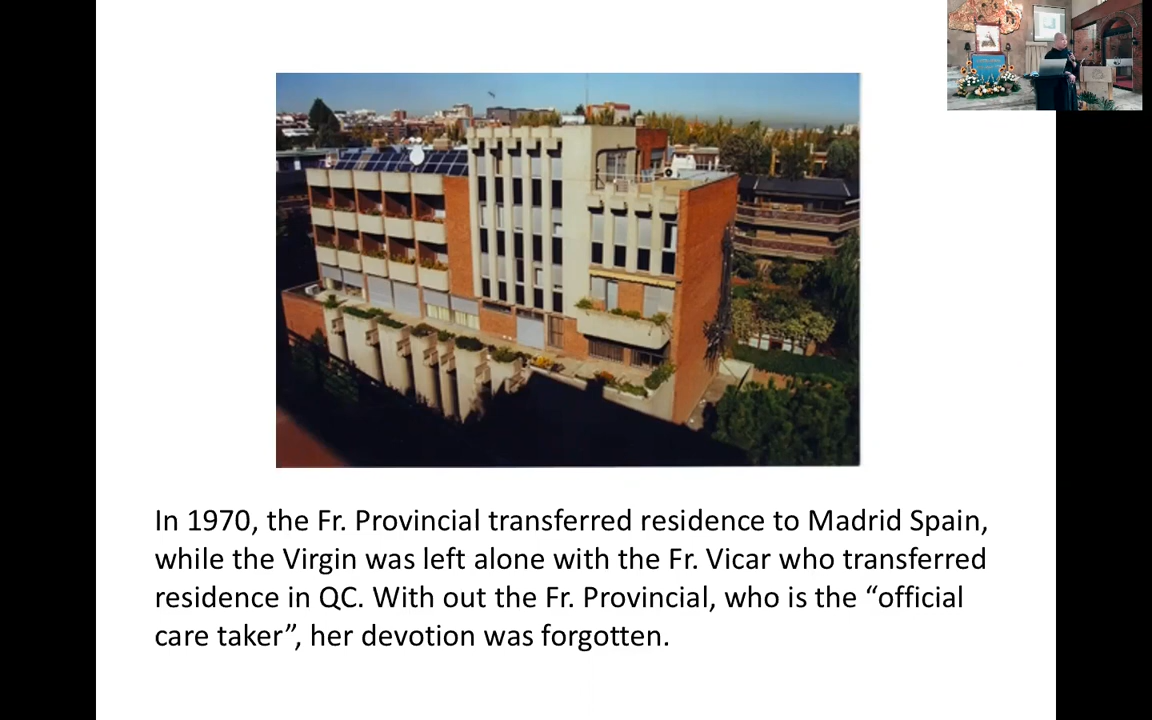 In 1970, the Fr. Provincial transferred residence to Madrid Spain,
while the Virgin was left alone with the Fr. Vicar who transferred
residence in QC. With out the Fr. Provincial, who is the “official
care taker”, her devotion was forgotten.